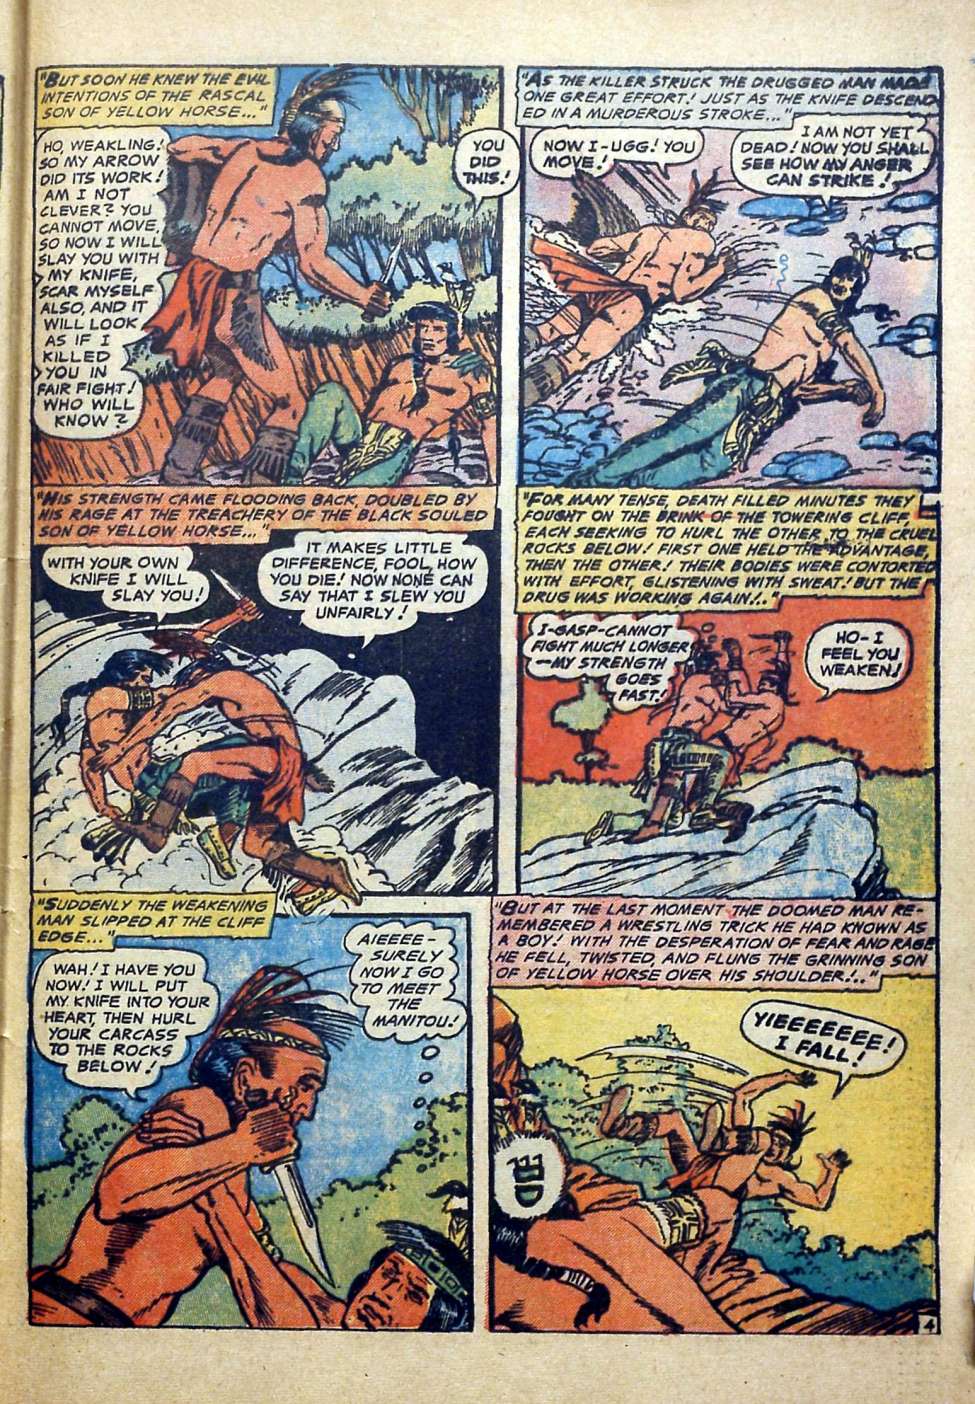 "BUT SOON HE KNEW THE EVIL
INTENTIONS OF THE RASCAL
SON OF YELLOW HORSE..."
HO, WEAKLING!
SO MY ARROW
DID ITS WORK!
AM I NOT
CLEVER? YOU
CANNOT MOVE,
SO NOW I WILL
SLAY YOU WITH
MY KNIFE,
SCAR MYSELF
ALSO, AND IT
WILL LOOK
AS IF I
KILLED
YOU IN
FAIR FIGHT!
WHO WILL
KNOW?
YOU
DID
THIS!
"AS THE KILLER STRUCK THE DRUGGED MAN MADE
ONE GREAT EFFORT! JUST AS THE KNIFE DESCEND-
ED IN A MURDEROUS STROKE..."
NOW I-UGG! YOU
MOVE!
I AM NOT YET
DEAD! NOW YOU SHALL
SEE HOW MY ANGER
CAN STRIKE!
"HIS STRENGTH CAME FLOODING BACK, DOUBLED BY
HIS RAGE AT THE TREACHERY OF THE BLACK SOULED
SON OF YELLOW HORSE..."
WITH YOUR OWN
KNIFE I WILL
SLAY YOU!
IT MAKES LITTLE
DIFFERENCE, FOOL, HOW
YOU DIE! NOW NONE CAN
SAY THAT I SLEW YOU
UNFAIRLY!
"FOR MANY TENSE, DEATH FILLED MINUTES THEY
FOUGHT ON THE BRINK OF THE TOWERING CLIFF,
EACH SEEKING TO HURL THE OTHER TO THE CRUEL
ROCKS BELOW! FIRST ONE HELD THE ADVANTAGE,
THEN THE OTHER! THEIR BODIES WERE CONTORTED
WITH EFFORT, GLISTENING WITH SWEAT! BUT THE
DRUG WAS WORKING AGAIN!.."
I-GASP-CANNOT
FIGHT MUCH LONGER
—MY STRENGTH
GOES
FAST!
HO-I
FEEL YOU
WEAKEN!
"SUDDENLY THE WEAKENING
MAN SLIPPED AT THE CLIFF
EDGE..."
WAH! I HAVE YOU
NOW! I WILL PUT
MY KNIFE INTO YOUR
HEART, THEN HURL
YOUR CARCASS
TO THE ROCKS
BELOW!
AIEEEE-
SURELY
NOW I GO
TO MEET
THE
MANITOU!
"BUT AT THE LAST MOMENT THE DOOMED MAN RE-
MEMBERED A WRESTLING TRICK HE HAD KNOWN AS
A BOY! WITH THE DESPERATION OF FEAR AND RAGE
HE FELL, TWISTED, AND FLUNG THE GRINNING SON
OF YELLOW HORSE OVER HIS SHOULDER!.."
YIEEEEEEE!
I FALL!
4